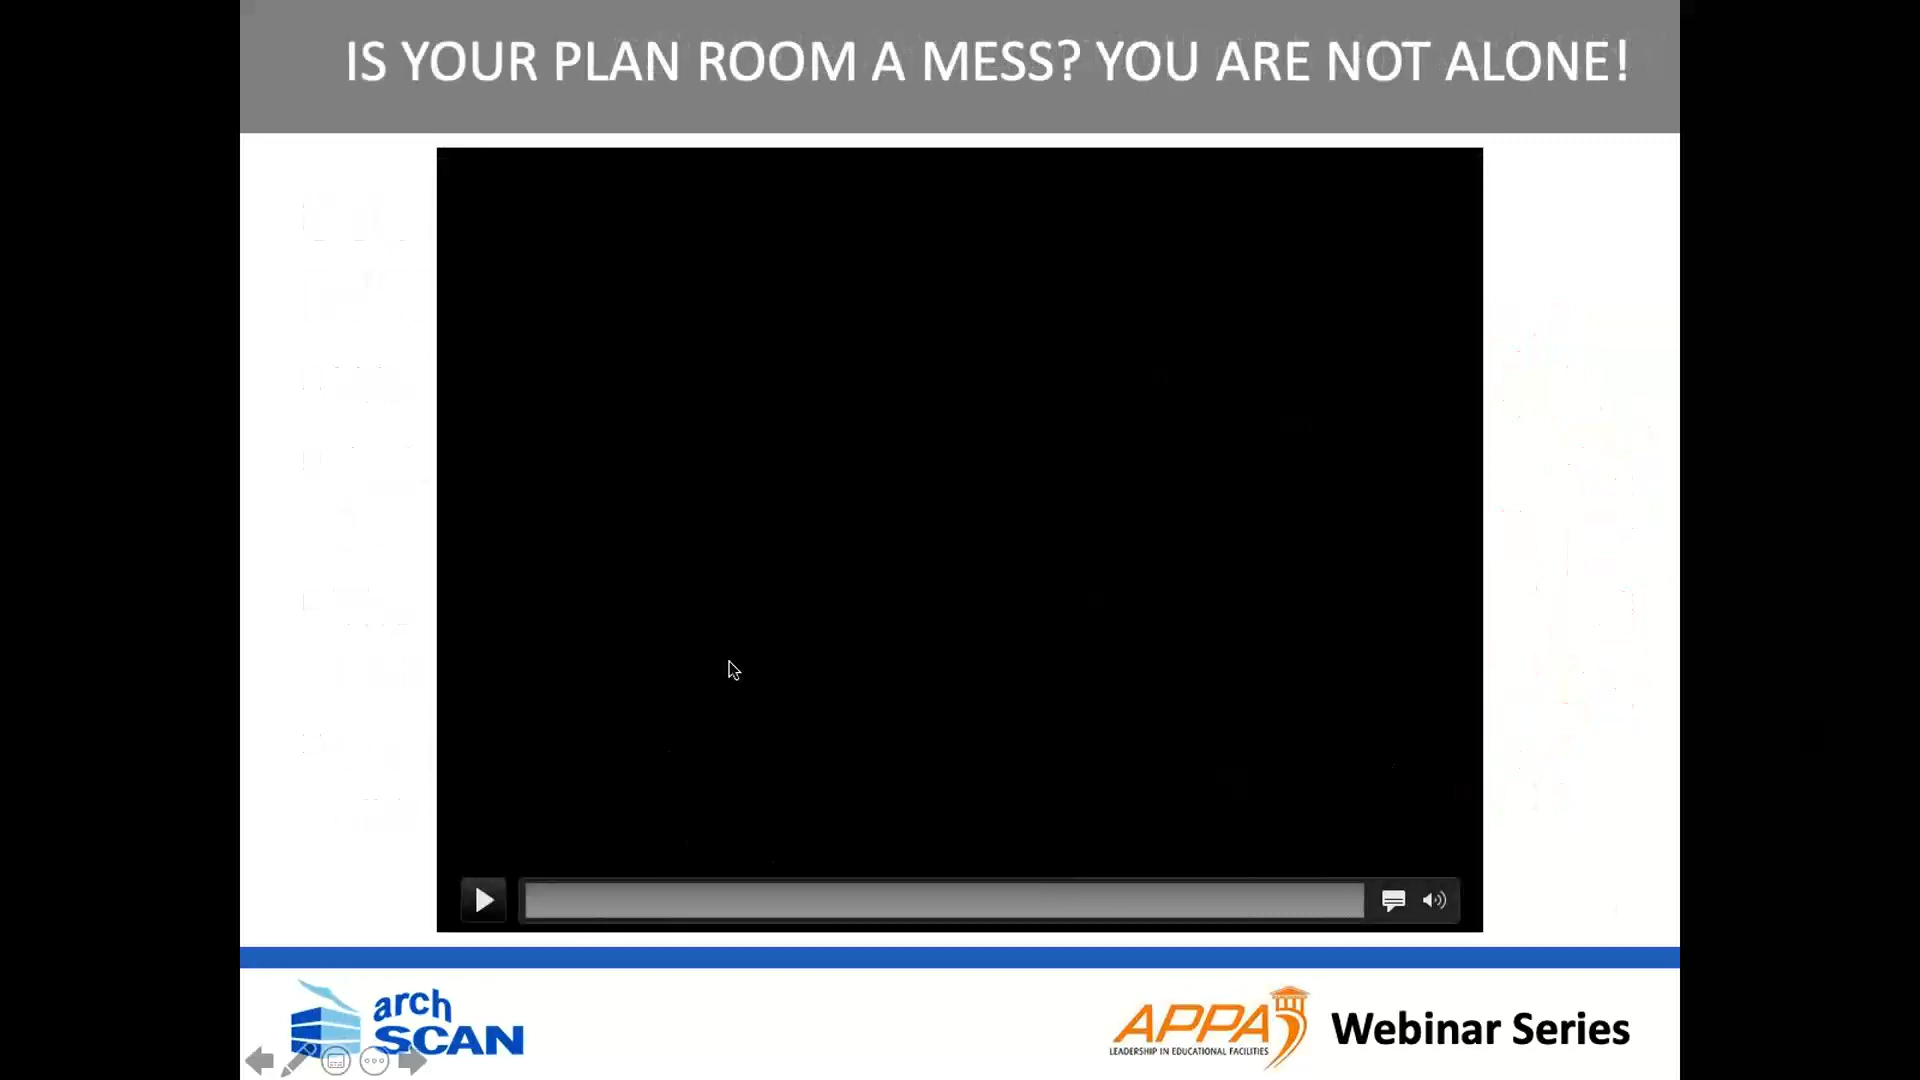 IS YOUR PLAN ROOM A MESS? YOU ARE NOT ALONE!
arch
SCAN
APPA
LEADERSHIP IN EDUCATIONAL FACILITIES
Webinar Series